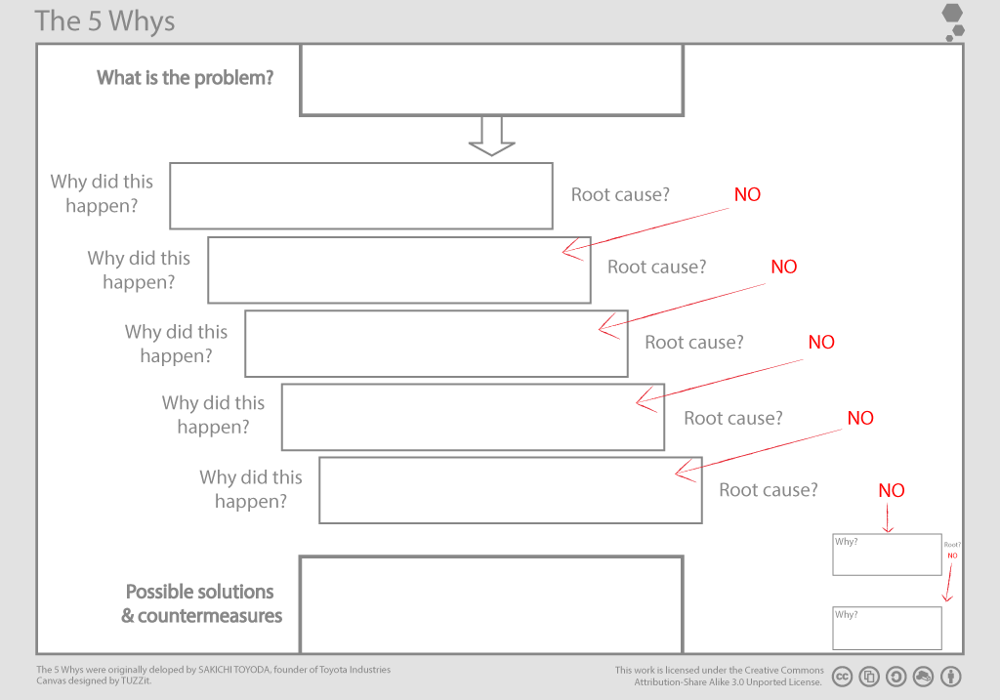 The 5 Whys
What is the problem?
Why did this
happen?
Root cause?
NO
Why did this
happen?
Root cause?
NO
Why did this
happen?
Root cause?
NO
Why did this
happen?
Root cause?
NO
Why did this
happen?
Root cause?
NO
Why?
Root?
NO
Why?
Possible solutions
& countermeasures
The 5 Whys were originally deloped by SAKICHI TOYODA, founder of Toyota Industries
Canvas designed by TUZZit.
This work is licensed under the Creative Commons
Attribution-Share Alike 3.0 Unported License.
cc